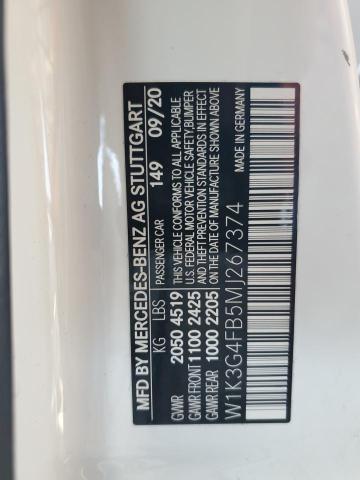 MFD BY MERCEDES-BENZ AG STUTTGART
KG LBS PASSENGER CAR 149 09/20
GVWR 2050 4519 THIS VEHICLE CONFORMS TO ALL APPLICABLE
GAWR FRONT 1100 2425 U.S. FEDERAL MOTOR VEHICLE SAFETY, BUMPER
GAWR REAR 1000 2205 AND THEFT PREVENTION STANDARDS IN EFFECT
ON THE DATE OF MANUFACTURE SHOWN ABOVE
MADE IN GERMANY
W1K3G4FB5MJ267374